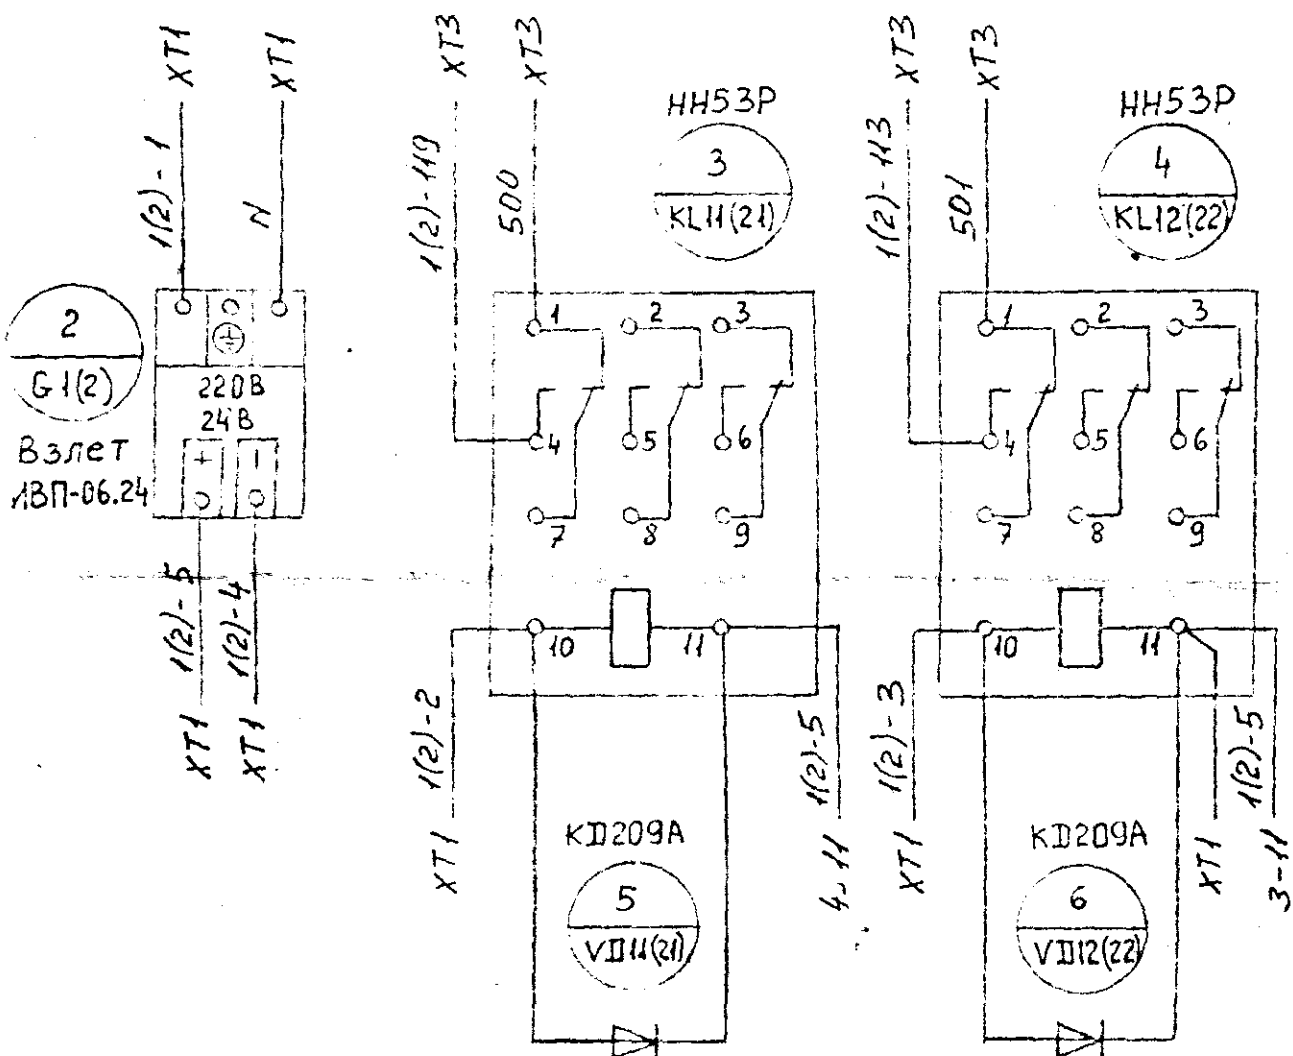 XT1
XT1
1(2)-1
N
2
G1(2)
Взлет
ИВП-06.24
220В
24В
+
−
1(2)-5
1(2)-4
XT1
XT1
XT3
XT3
1(2)-119
500
НН53Р
3
KL11(21)
1
2
3
4
5
6
7
8
9
10
11
1(2)-2
XT1
1(2)-5
4-11
КD209А
5
VD11(21)
XT3
XT3
1(2)-113
501
НН53Р
4
KL12(22)
1
2
3
4
5
6
7
8
9
10
11
1(2)-3
XT1
XT1
1(2)-5
3-11
КD209А
6
VD12(22)